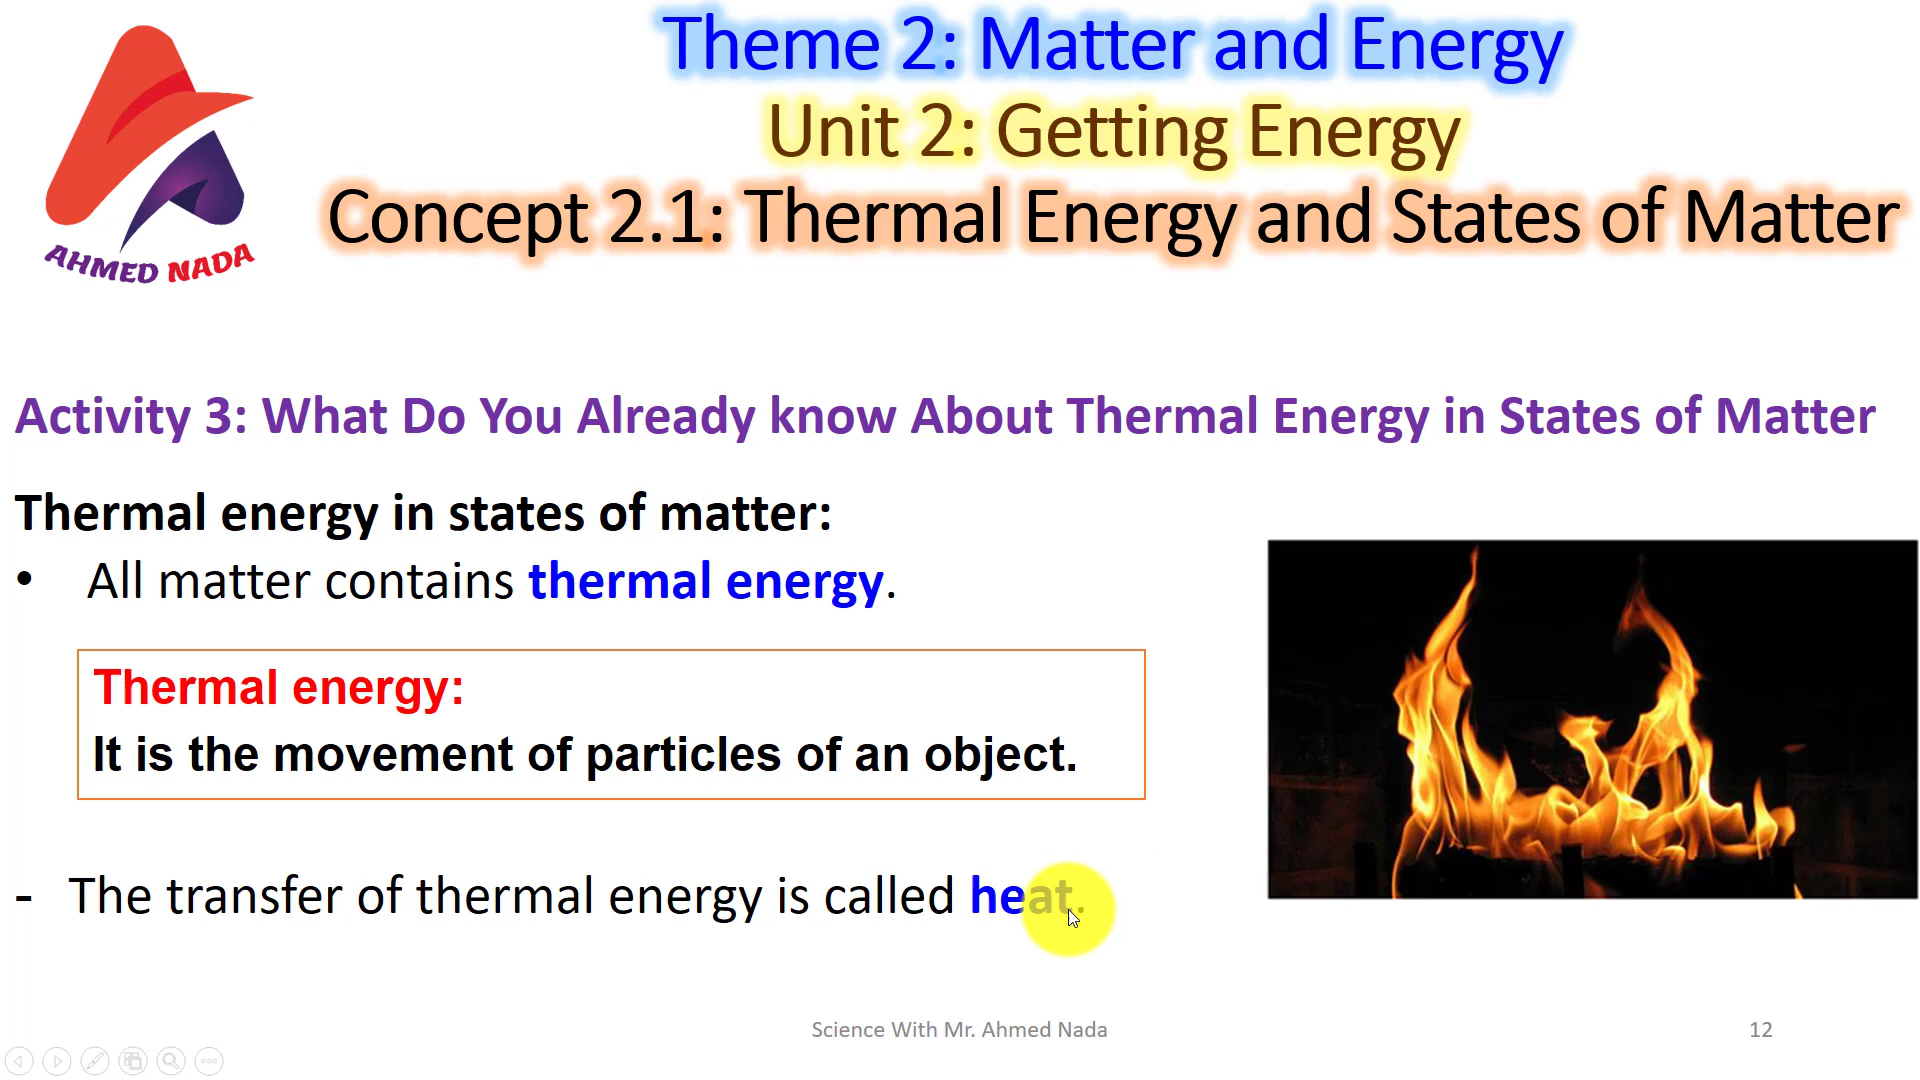 Theme 2: Matter and Energy
Unit 2: Getting Energy
Concept 2.1: Thermal Energy and States of Matter
AHMED NADA
Activity 3: What Do You Already know About Thermal Energy in States of Matter
Thermal energy in states of matter:
• All matter contains thermal energy.
Thermal energy:
It is the movement of particles of an object.
- The transfer of thermal energy is called heat.
Science With Mr. Ahmed Nada
12